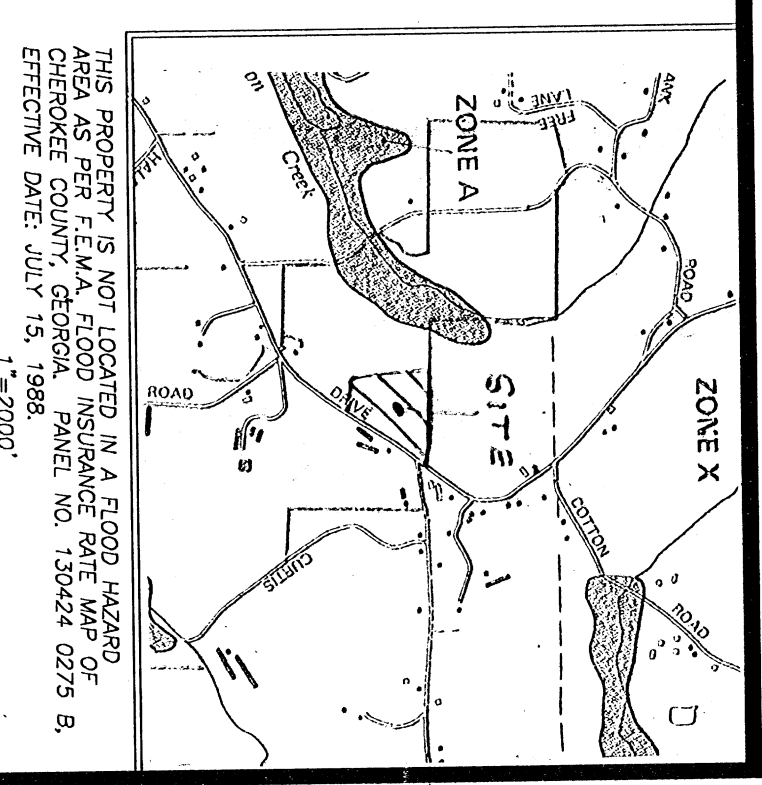 THIS PROPERTY IS NOT LOCATED IN A FLOOD HAZARD
AREA AS PER F.E.M.A. FLOOD INSURANCE RATE MAP OF
CHEROKEE COUNTY, GEORGIA. PANEL NO. 130424 0275 B,
EFFECTIVE DATE: JULY 15, 1988.
1"=2000'
ZONE X
ZONE A
SITE
ROAD
FREE
LANE
COTTON
ROAD
DRIVE
ROAD
CURTIS
on
Creek
D